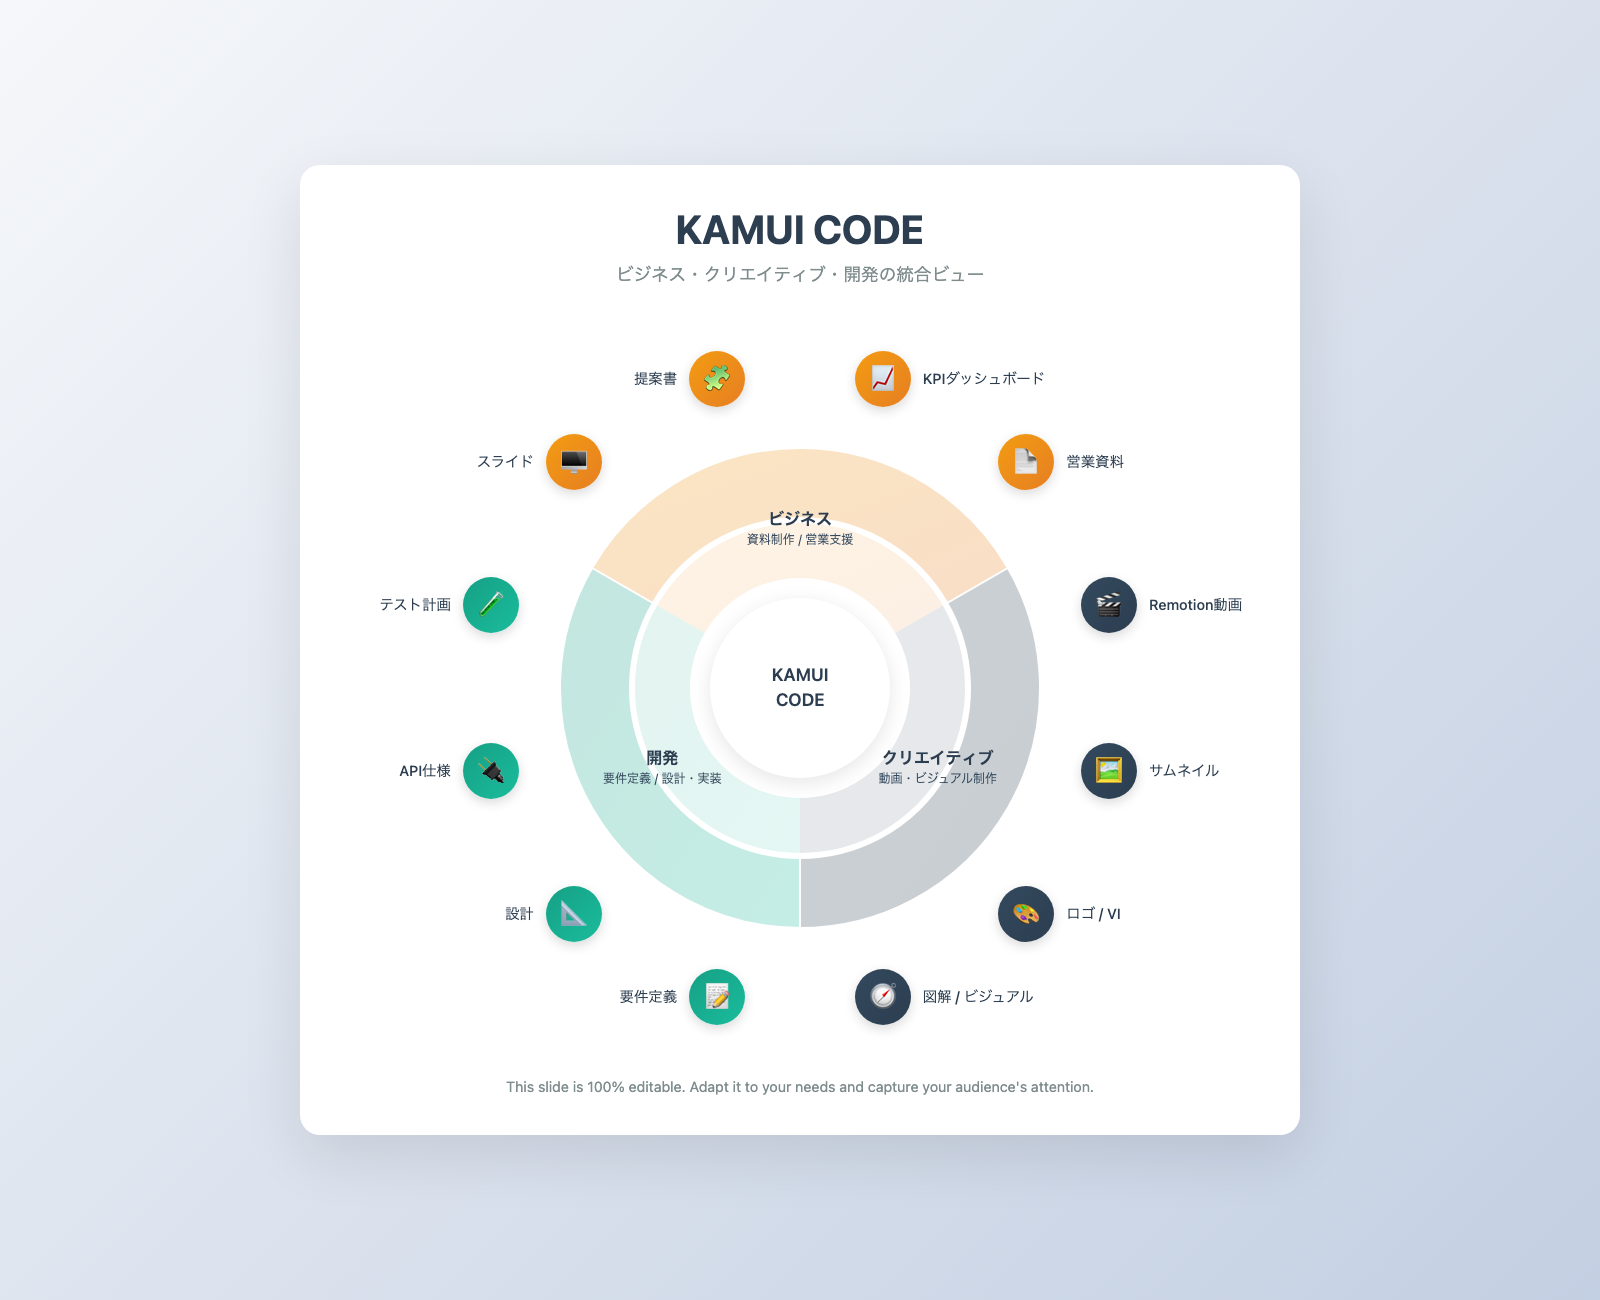 KAMUI CODE
ビジネス・クリエイティブ・開発の統合ビュー
提案書
KPIダッシュボード
スライド
営業資料
ビジネス
資料制作 / 営業支援
テスト計画
Remotion動画
KAMUI
CODE
開発
要件定義 / 設計・実装
クリエイティブ
動画・ビジュアル制作
API仕様
サムネイル
設計
ロゴ / VI
要件定義
図解 / ビジュアル
This slide is 100% editable. Adapt it to your needs and capture your audience's attention.